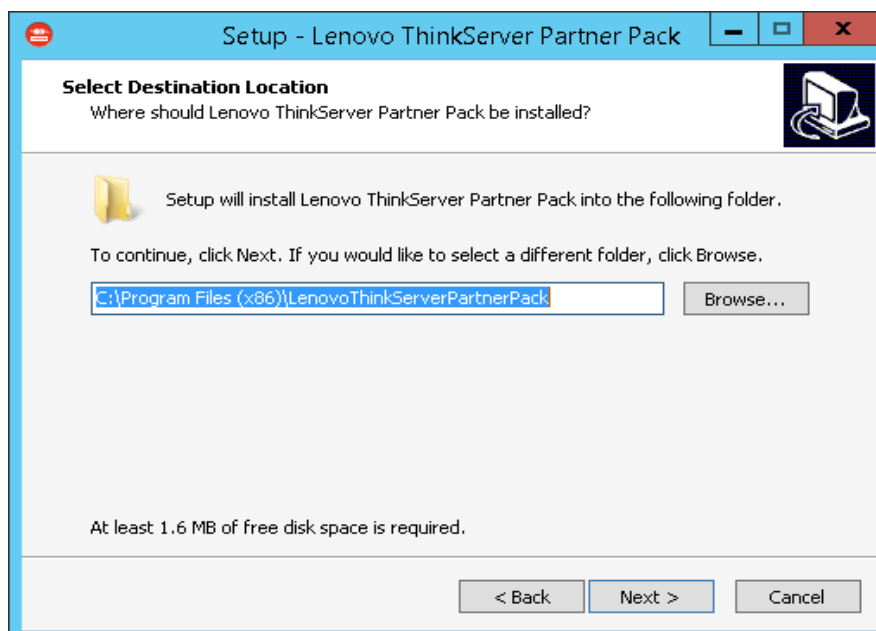 Setup - Lenovo ThinkServer Partner Pack
Select Destination Location
Where should Lenovo ThinkServer Partner Pack be installed?
Setup will install Lenovo ThinkServer Partner Pack into the following folder.
To continue, click Next. If you would like to select a different folder, click Browse.
C:\Program Files (x86)\LenovoThinkServerPartnerPack
Browse...
At least 1.6 MB of free disk space is required.
< Back
Next >
Cancel